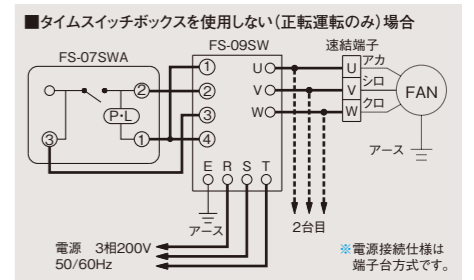 ■タイムスイッチボックスを使用しない（正転運転のみ）場合
FS-07SWA
FS-09SW
速結端子
P・L
②
①
③
①
②
③
④
U
V
W
E R S T
U
V
W
アカ
シロ
クロ
FAN
アース
アース
2台目
電源 3相200V
50/60Hz
※電源接続仕様は
端子台方式です。